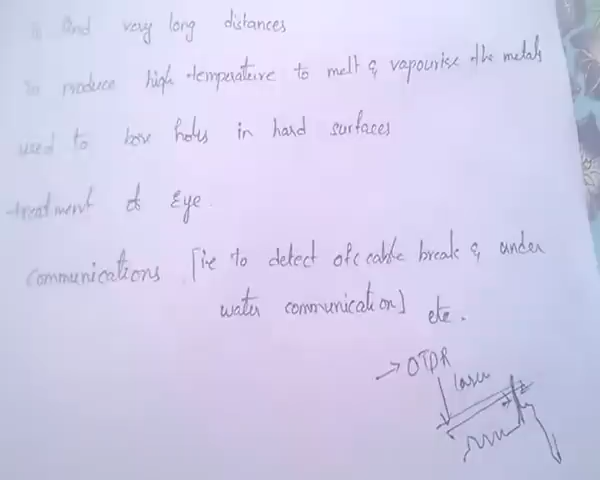 and very long distances
to produce high temperature to melt & vapourise the metals
used to bore holes in hard surfaces
treatment of Eye.
communications [ie to detect ofc cable break & under
water communication] etc.
→ OTDR
laser